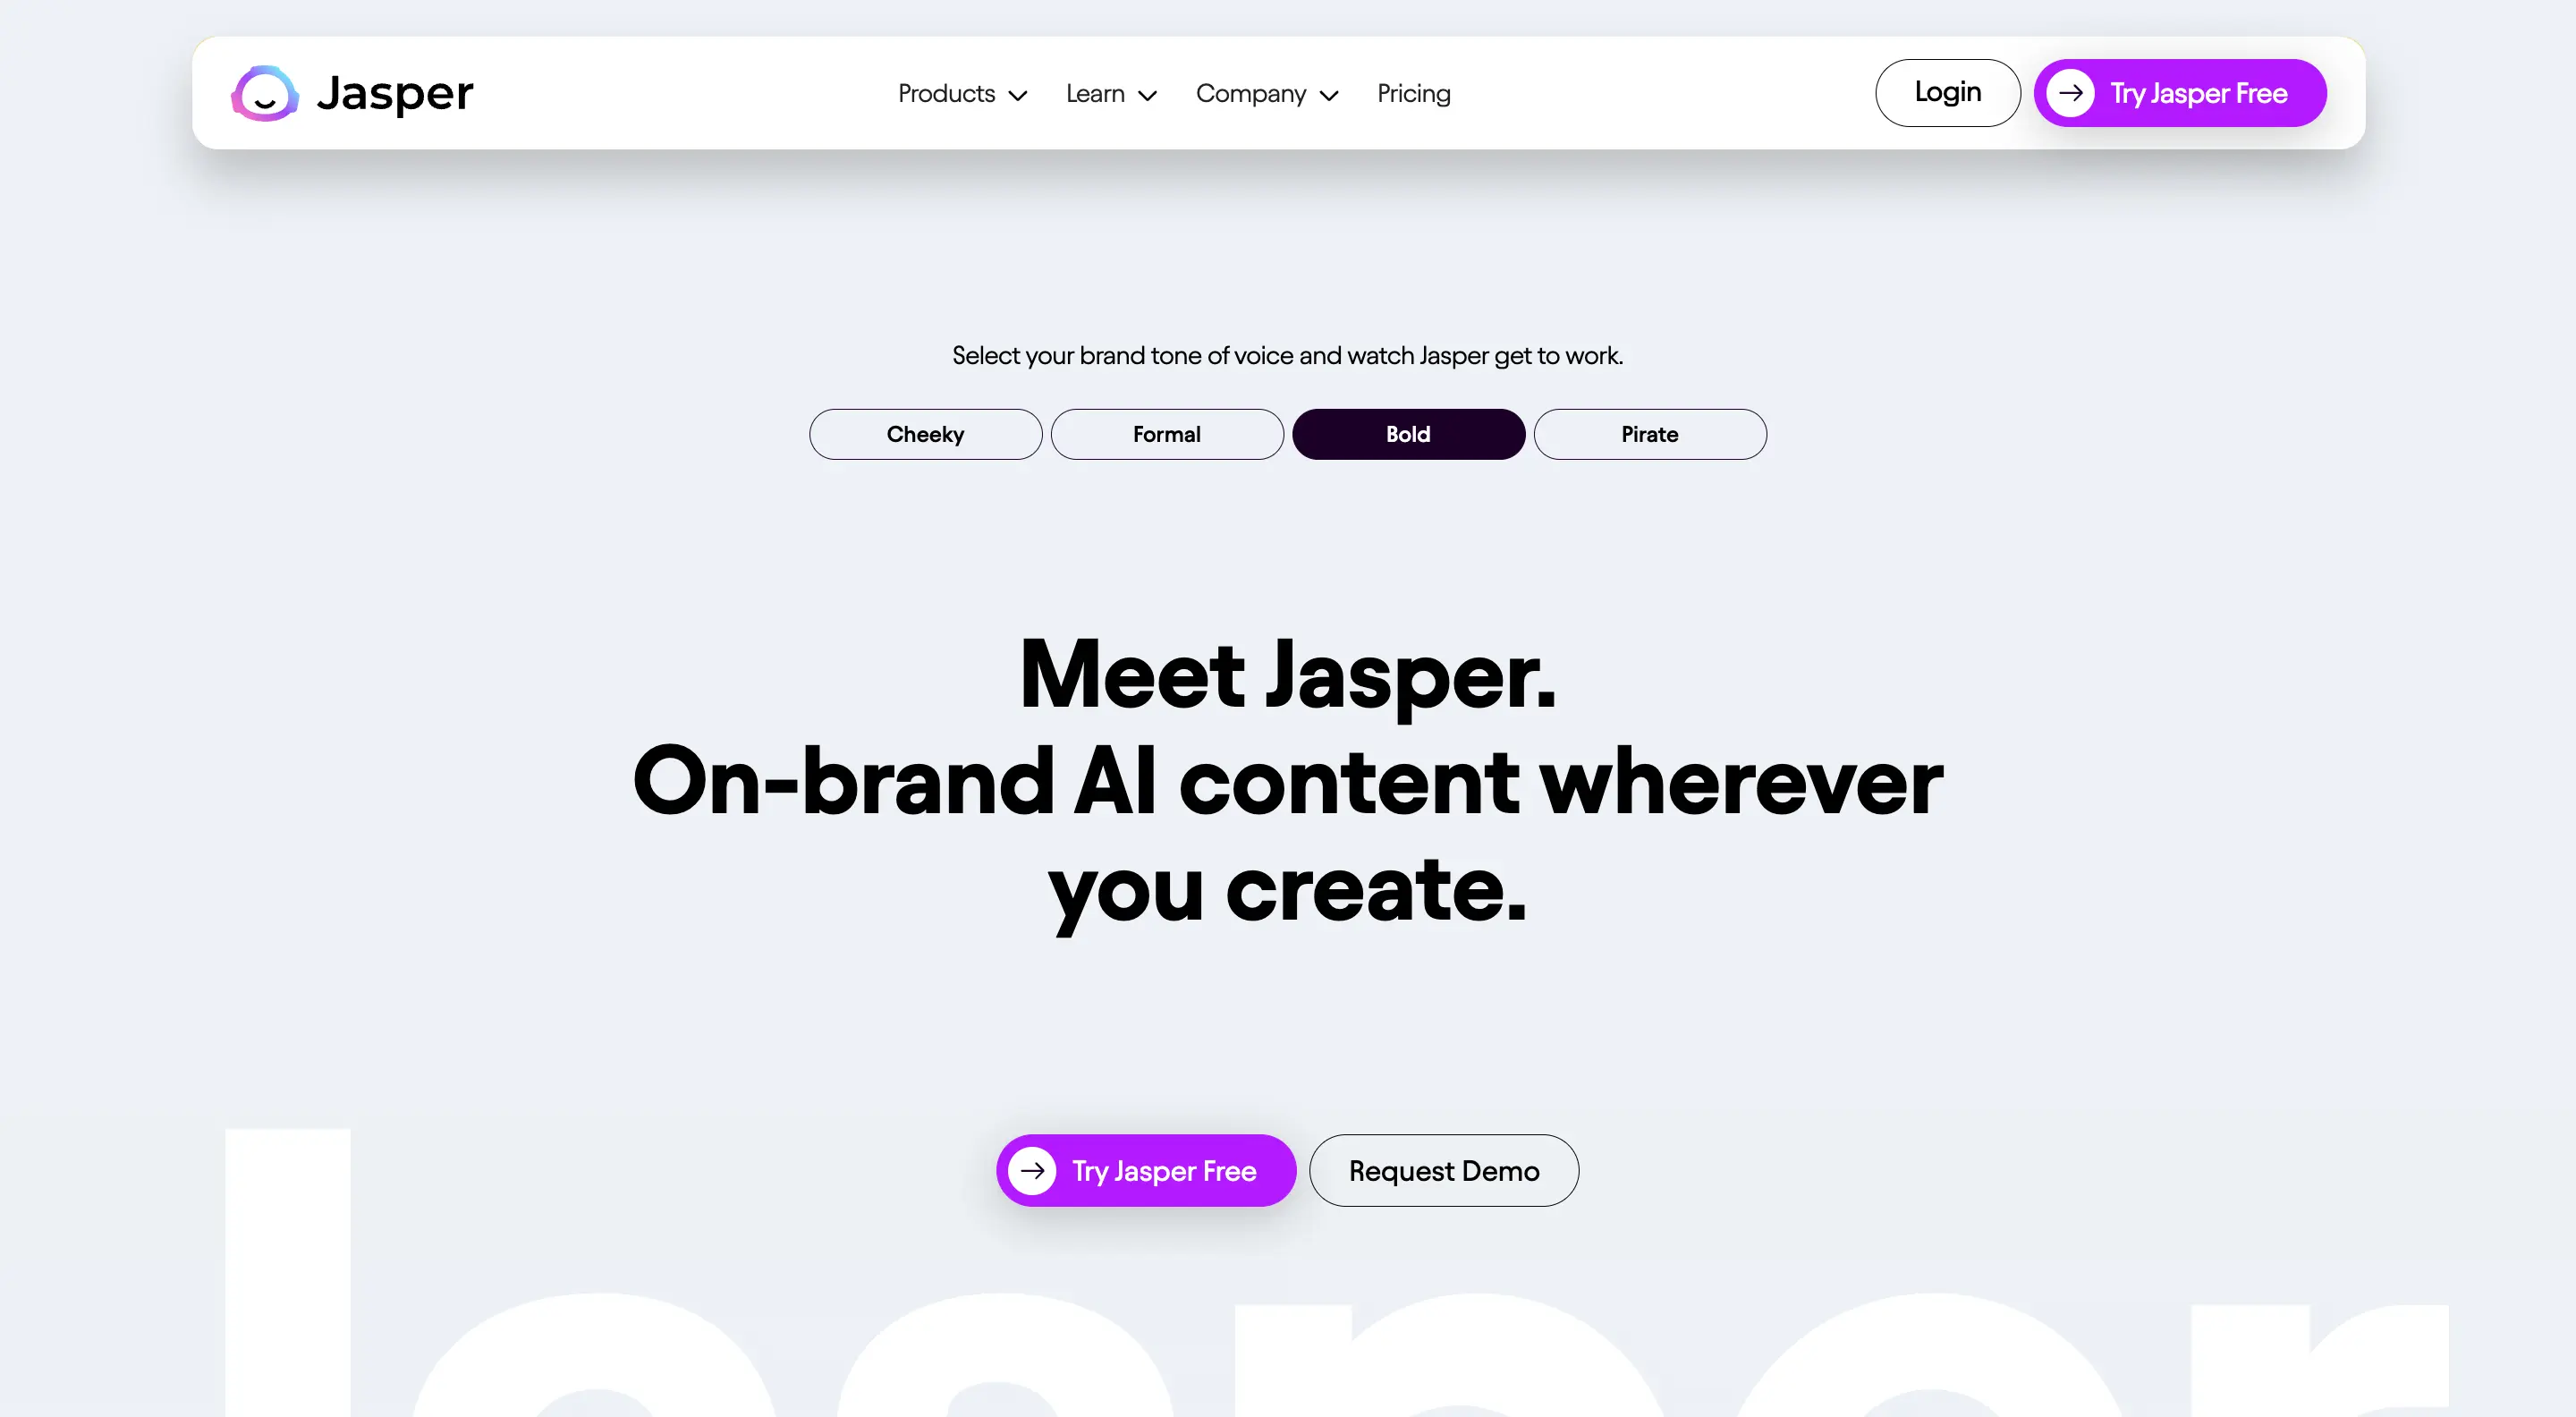 Jasper
Products Learn Company Pricing
Login
Try Jasper Free
Select your brand tone of voice and watch Jasper get to work.
Cheeky Formal Bold Pirate
Meet Jasper.
On-brand AI content wherever
you create.
Try Jasper Free
Request Demo
Jasper